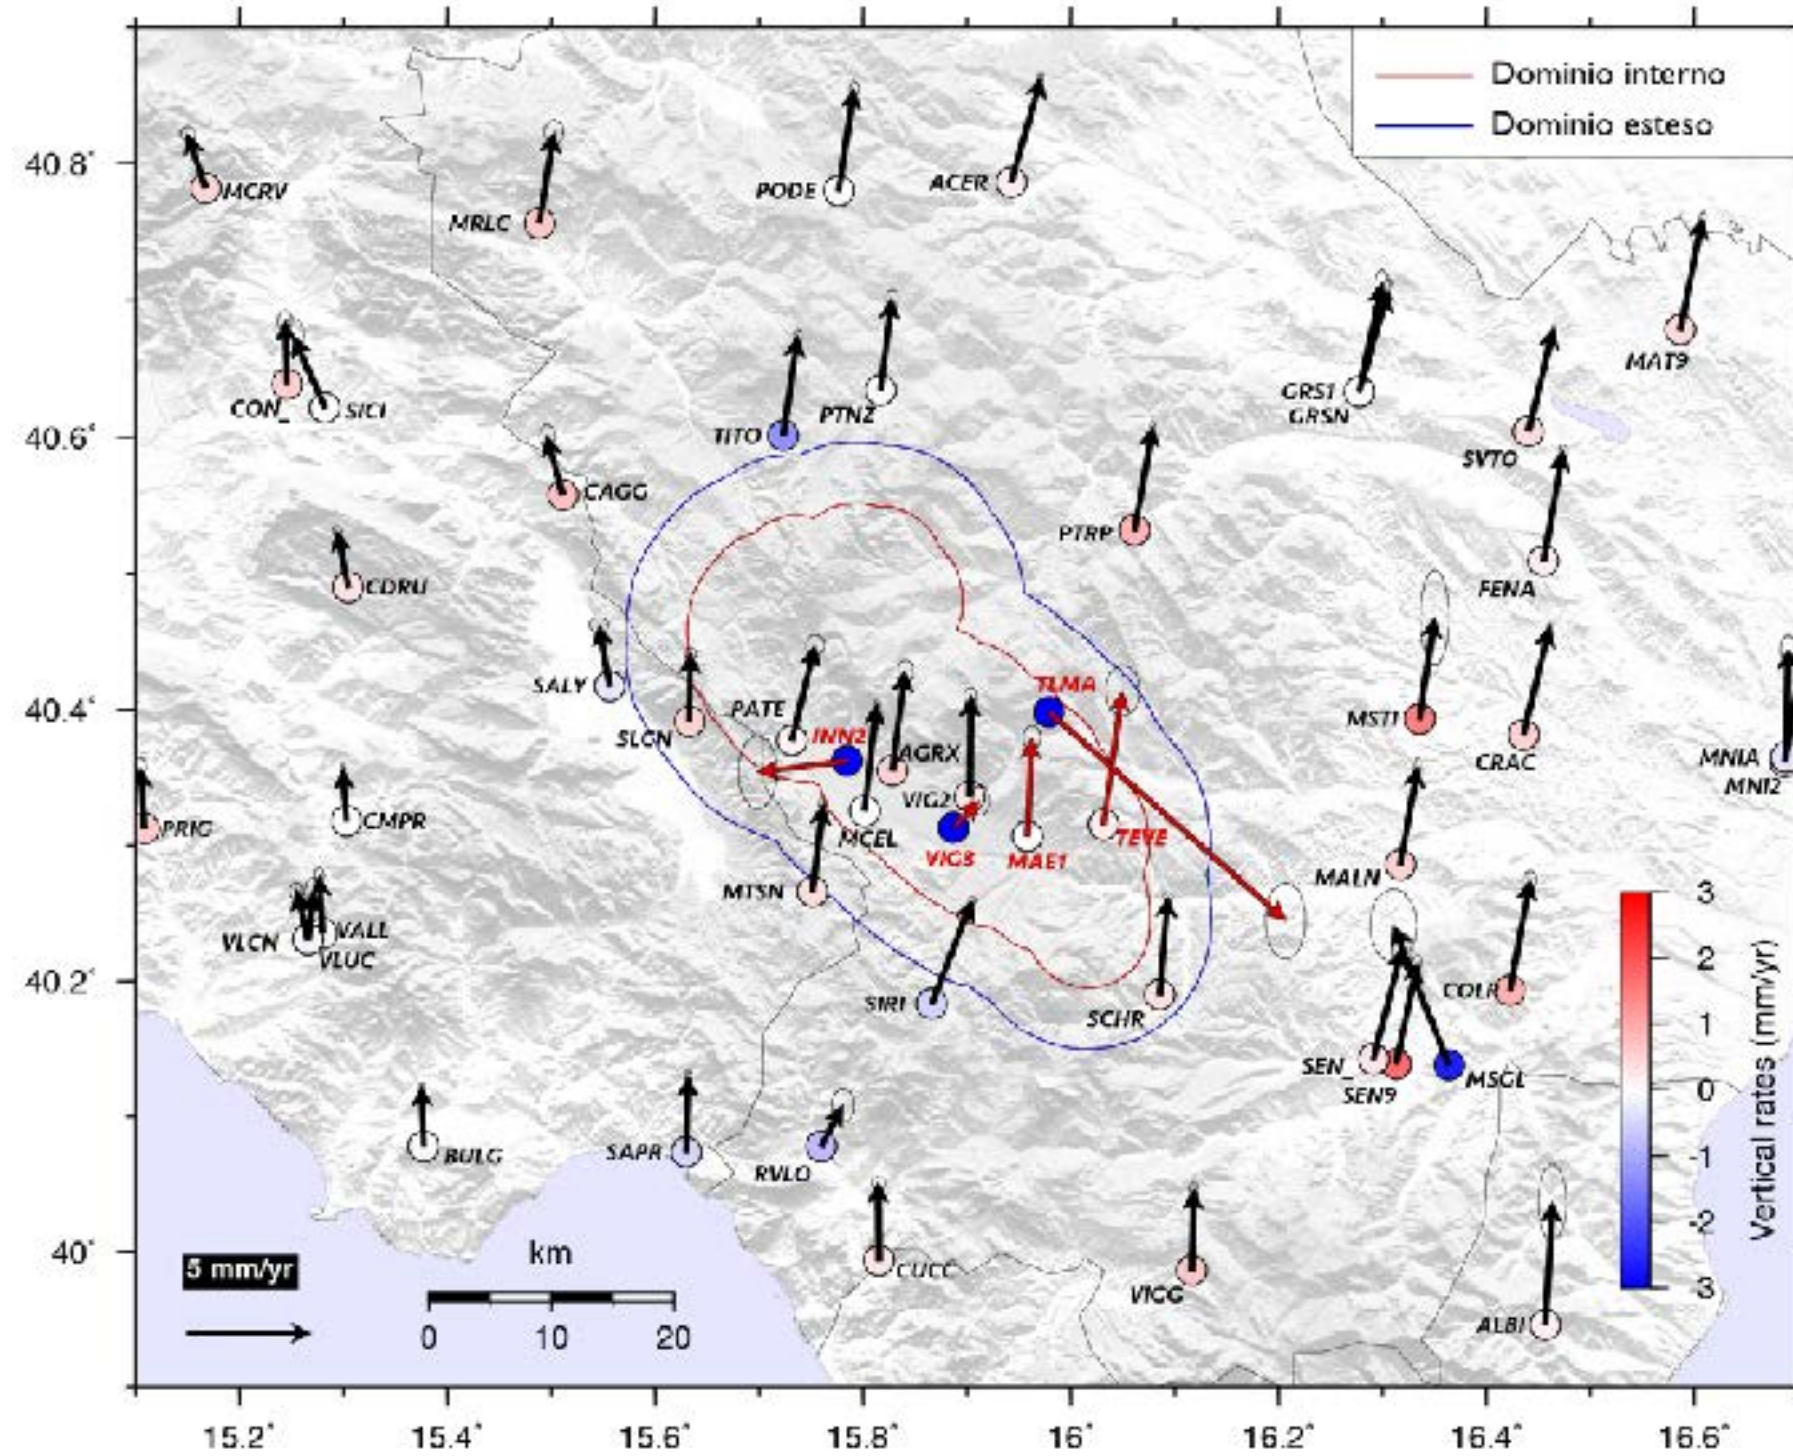 Dominio interno
Dominio esteso
40.8°
MCRV
MRLC
PODE
ACER
MAT9
CON_
SICI
TITO
PTNZ
GRS1
GRSN
SVTO
40.6°
CAGG
PTRP
FENA
CDRU
SALV
SLCN
PATE
INN2
TLMA
AGRX
VIG2
MSTI
CRAC
MNIA
MNI2
40.4°
PRIG
CMPR
MCEL
VIG3
MAE1
TEVE
MALN
MTSN
VLCN
VALL
VLUC
40.2°
SIRI
SCHR
COLR
SEN_
SEN9
MSGL
BULG
SAPR
RVLO
CUCC
VIGG
ALBI
40°
5 mm/yr
km
0 10 20
3
2
1
0
-1
-2
-3
Vertical rates (mm/yr)
15.2° 15.4° 15.6° 15.8° 16° 16.2° 16.4° 16.6°